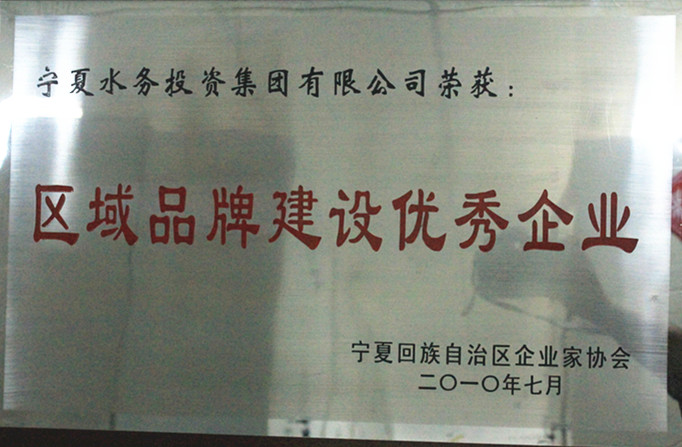 宁夏水务投资集团有限公司荣获：
区域品牌建设优秀企业
宁夏回族自治区企业家协会
二〇一〇年七月